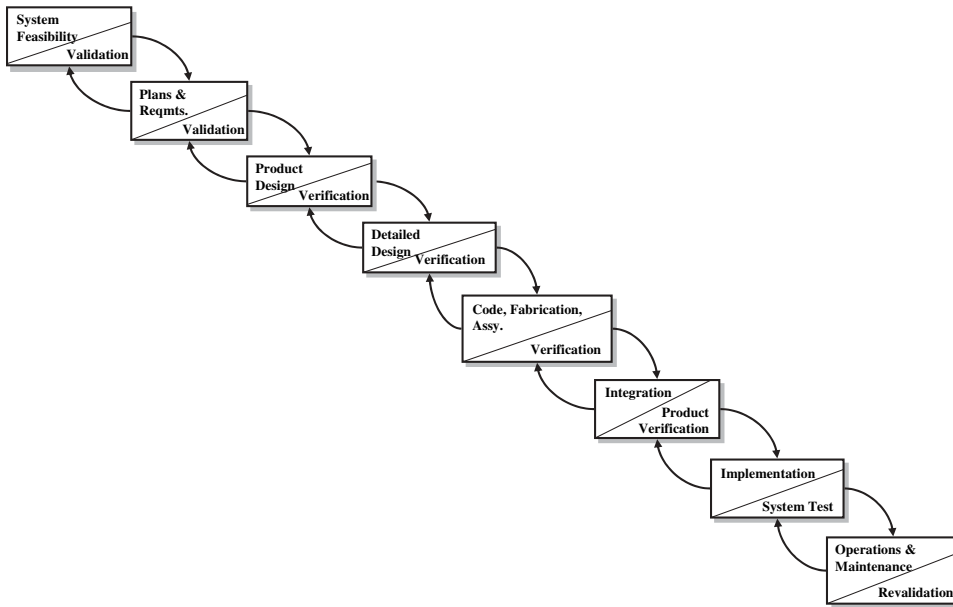 System
Feasibility
Validation
Plans &
Reqmts.
Validation
Product
Design
Verification
Detailed
Design
Verification
Code, Fabrication,
Assy.
Verification
Integration
Product
Verification
Implementation
System Test
Operations &
Maintenance
Revalidation